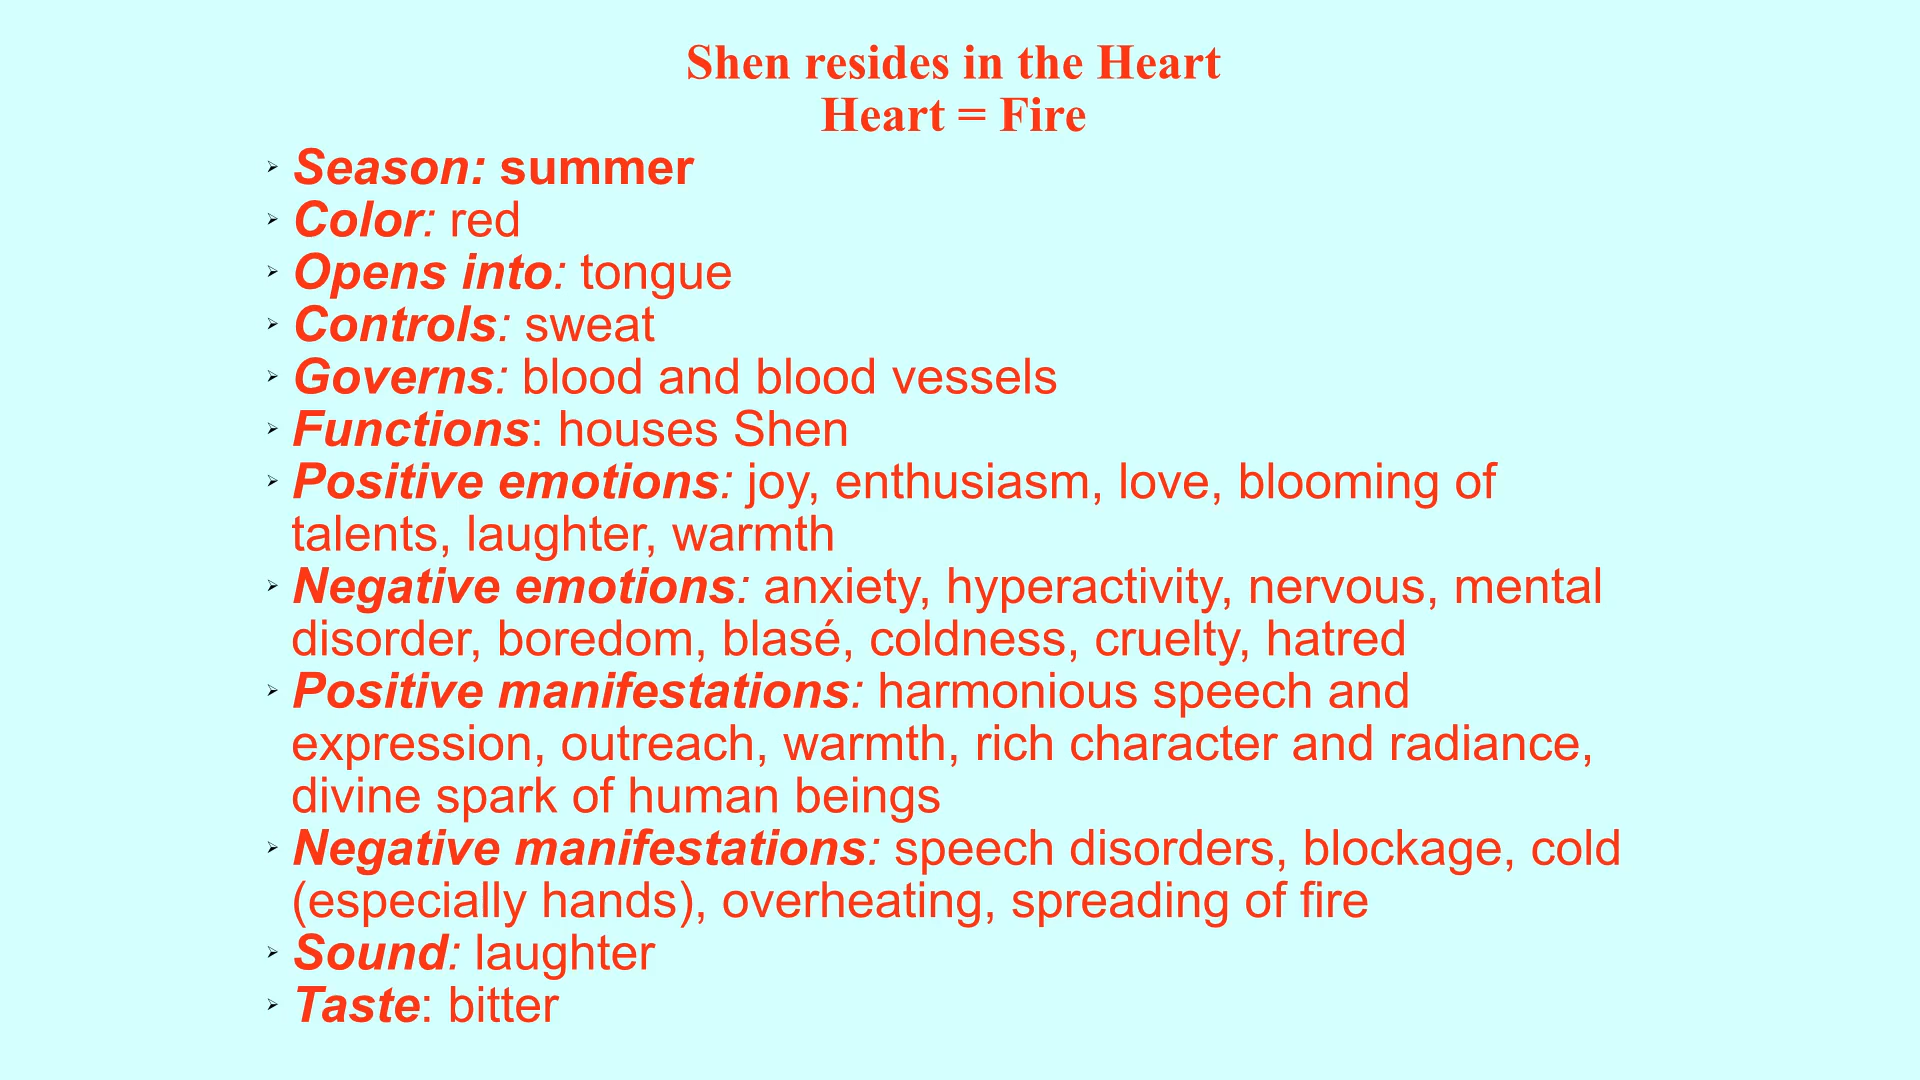 Shen resides in the Heart
Heart = Fire
➢ Season: summer
➢ Color: red
➢ Opens into: tongue
➢ Controls: sweat
➢ Governs: blood and blood vessels
➢ Functions: houses Shen
➢ Positive emotions: joy, enthusiasm, love, blooming of
talents, laughter, warmth
➢ Negative emotions: anxiety, hyperactivity, nervous, mental
disorder, boredom, blasé, coldness, cruelty, hatred
➢ Positive manifestations: harmonious speech and
expression, outreach, warmth, rich character and radiance,
divine spark of human beings
➢ Negative manifestations: speech disorders, blockage, cold
(especially hands), overheating, spreading of fire
➢ Sound: laughter
➢ Taste: bitter